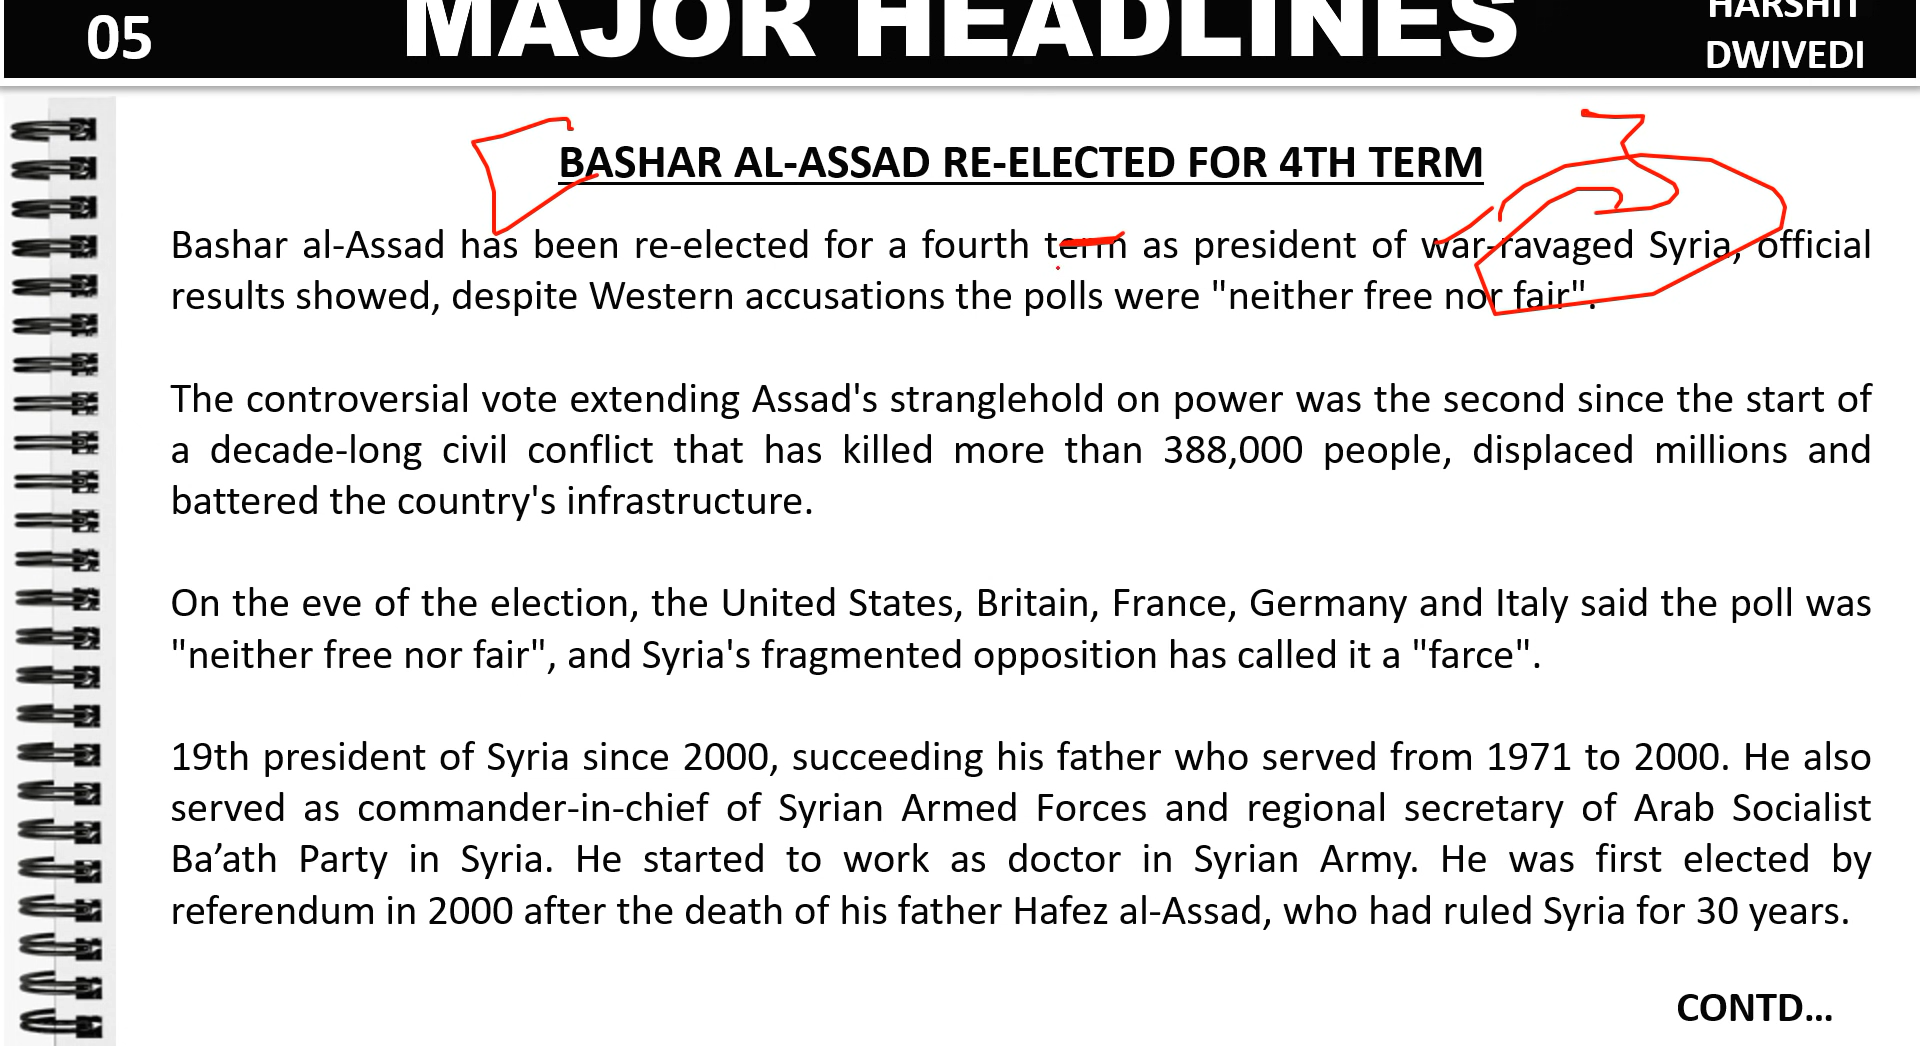 05
MAJOR HEADLINES
HARSHIT
DWIVEDI
BASHAR AL-ASSAD RE-ELECTED FOR 4TH TERM
Bashar al-Assad has been re-elected for a fourth term as president of war-ravaged Syria, official
results showed, despite Western accusations the polls were "neither free nor fair".
The controversial vote extending Assad's stranglehold on power was the second since the start of
a decade-long civil conflict that has killed more than 388,000 people, displaced millions and
battered the country's infrastructure.
On the eve of the election, the United States, Britain, France, Germany and Italy said the poll was
"neither free nor fair", and Syria's fragmented opposition has called it a "farce".
19th president of Syria since 2000, succeeding his father who served from 1971 to 2000. He also
served as commander-in-chief of Syrian Armed Forces and regional secretary of Arab Socialist
Ba’ath Party in Syria. He started to work as doctor in Syrian Army. He was first elected by
referendum in 2000 after the death of his father Hafez al-Assad, who had ruled Syria for 30 years.
CONTD...